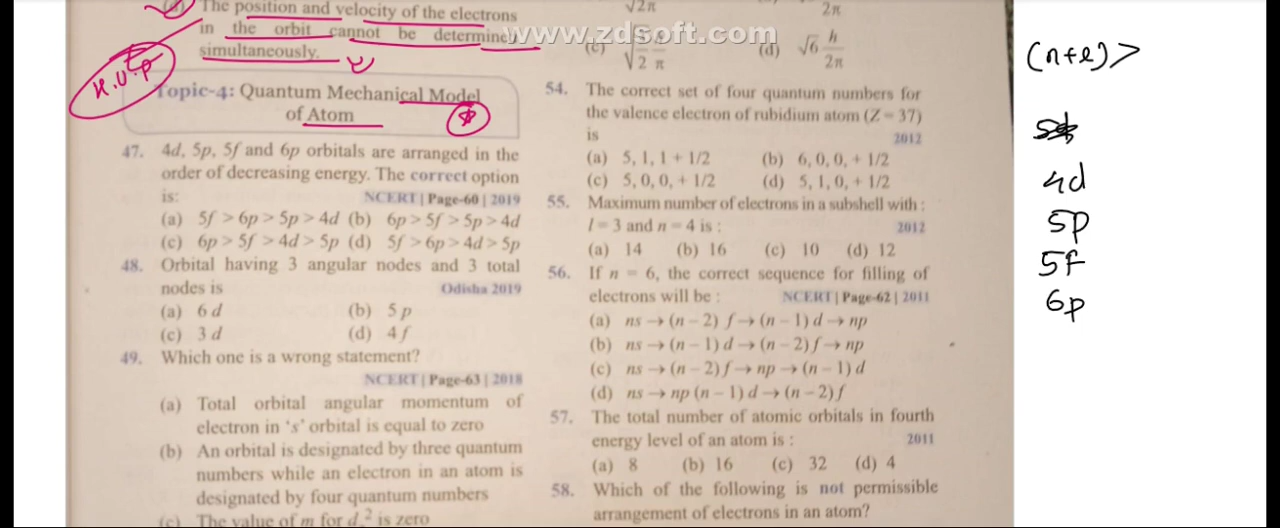 (d) The position and velocity of the electrons
in the orbit cannot be determined
simultaneously.
H.U.P
Topic-4: Quantum Mechanical Model
of Atom
47. 4d, 5p, 5f and 6p orbitals are arranged in the
order of decreasing energy. The correct option
is: NCERT | Page-60 | 2019
(a) 5f > 6p > 5p > 4d (b) 6p > 5f > 5p > 4d
(c) 6p > 5f > 4d > 5p (d) 5f > 6p > 4d > 5p
48. Orbital having 3 angular nodes and 3 total
nodes is Odisha 2019
(a) 6 d (b) 5 p
(c) 3 d (d) 4 f
49. Which one is a wrong statement?
NCERT | Page-63 | 2018
(a) Total orbital angular momentum of
electron in 's' orbital is equal to zero
(b) An orbital is designated by three quantum
numbers while an electron in an atom is
designated by four quantum numbers
(c) The value of m for d 2 is zero
√2π 2π
www.zdsoft.com
(c) √ 2 π (d) √6 h/2π
54. The correct set of four quantum numbers for
the valence electron of rubidium atom (Z = 37)
is 2012
(a) 5, 1, 1 + 1/2 (b) 6, 0, 0, + 1/2
(c) 5, 0, 0, + 1/2 (d) 5, 1, 0, + 1/2
55. Maximum number of electrons in a subshell with :
l = 3 and n = 4 is : 2012
(a) 14 (b) 16 (c) 10 (d) 12
56. If n = 6, the correct sequence for filling of
electrons will be : NCERT | Page-62 | 2011
(a) ns → (n – 2) f → (n – 1) d → np
(b) ns → (n – 1) d → (n – 2) f → np
(c) ns → (n – 2) f → np → (n – 1) d
(d) ns → np (n – 1) d → (n – 2) f
57. The total number of atomic orbitals in fourth
energy level of an atom is : 2011
(a) 8 (b) 16 (c) 32 (d) 4
58. Which of the following is not permissible
arrangement of electrons in an atom?
(n+l) >
4d
5p
5f
6p